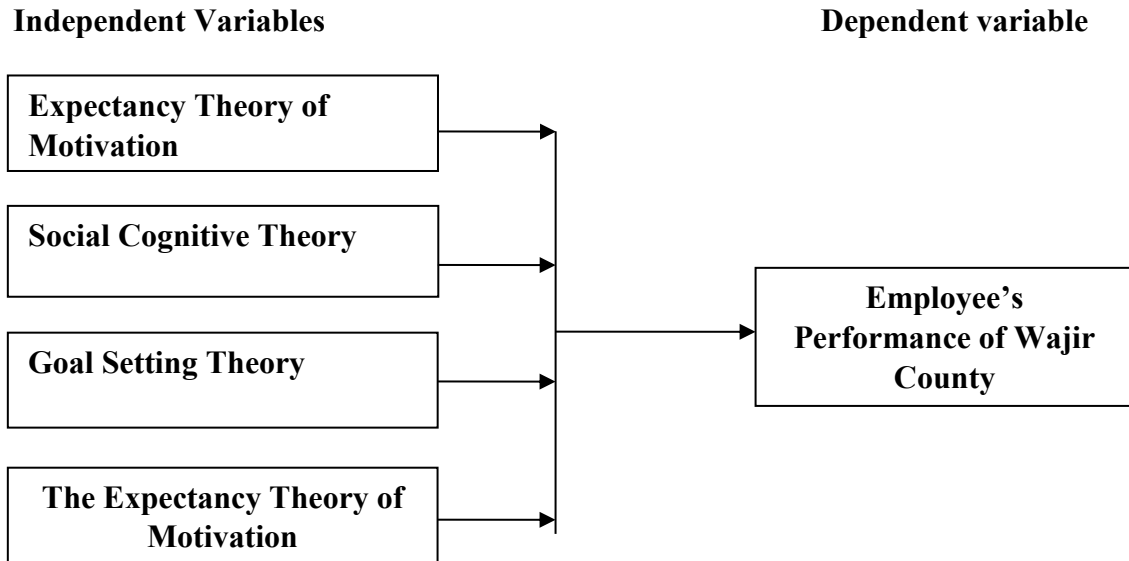 Independent Variables
Dependent variable
Expectancy Theory of
Motivation
Social Cognitive Theory
Goal Setting Theory
The Expectancy Theory of
Motivation
Employee’s
Performance of Wajir
County